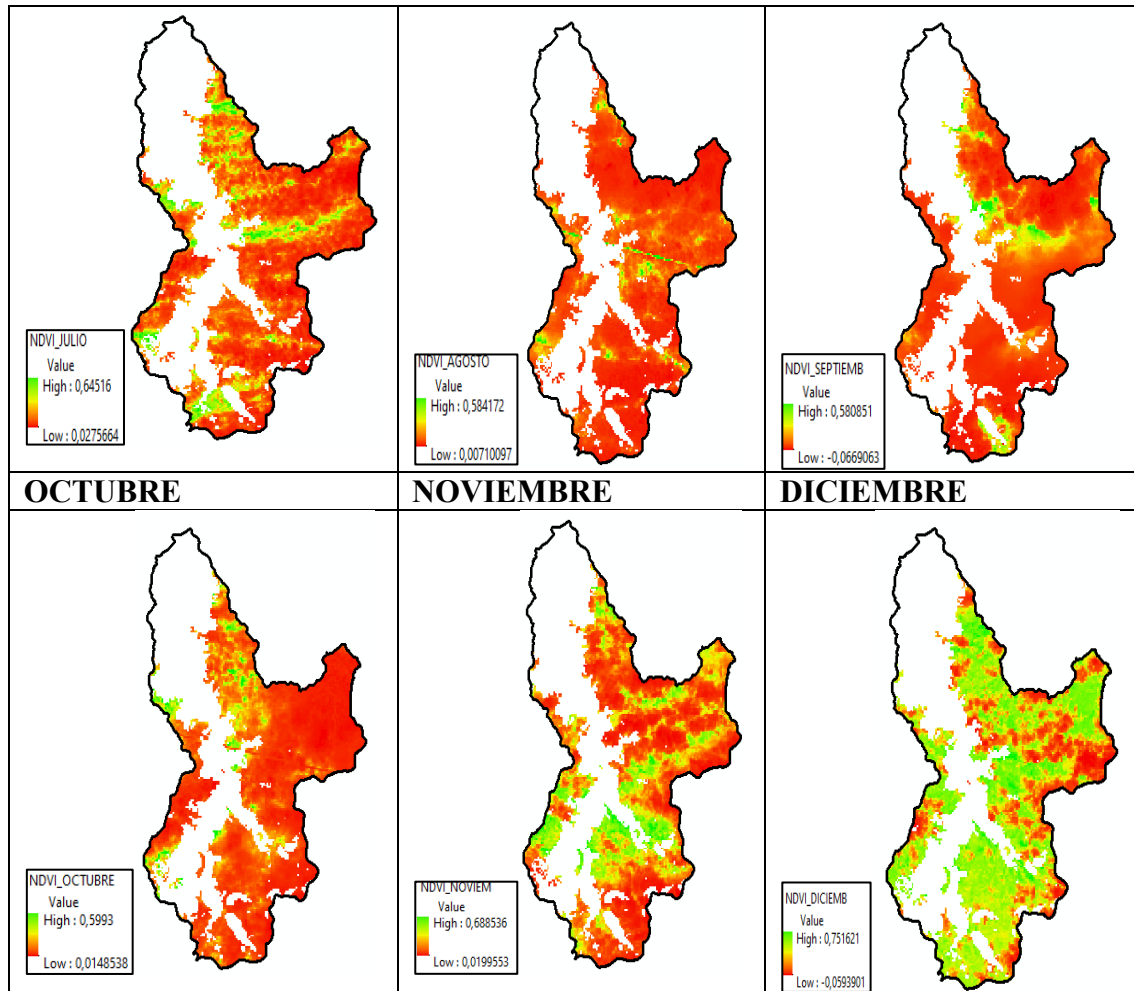 NDVI_JULIO
Value
High : 0,64516
Low : 0,0275664
NDVI_AGOSTO
Value
High : 0,584172
Low : 0,00710097
NDVI_SEPTIEMB
Value
High : 0,580851
Low : -0,0669063
OCTUBRE
NOVIEMBRE
DICIEMBRE
NDVI_OCTUBRE
Value
High : 0,5993
Low : 0,0148538
NDVI_NOVIEM
Value
High : 0,688536
Low : 0,0199553
NDVI_DICIEMB
Value
High : 0,751621
Low : -0,0593901